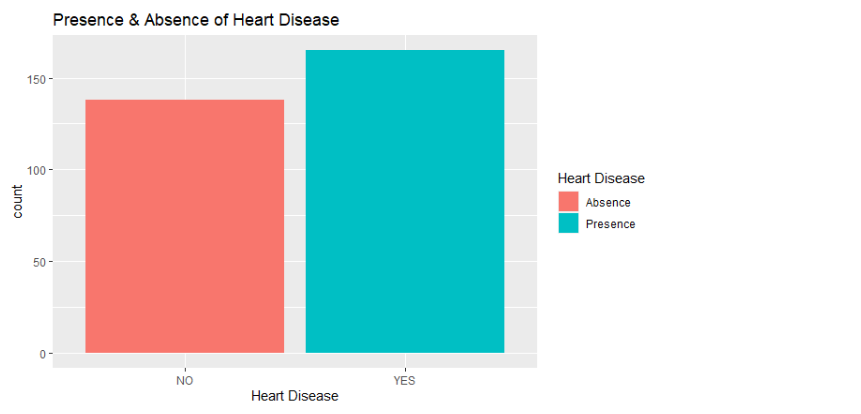 Presence & Absence of Heart Disease
150
100
50
0
count
NO
YES
Heart Disease
Heart Disease
Absence
Presence